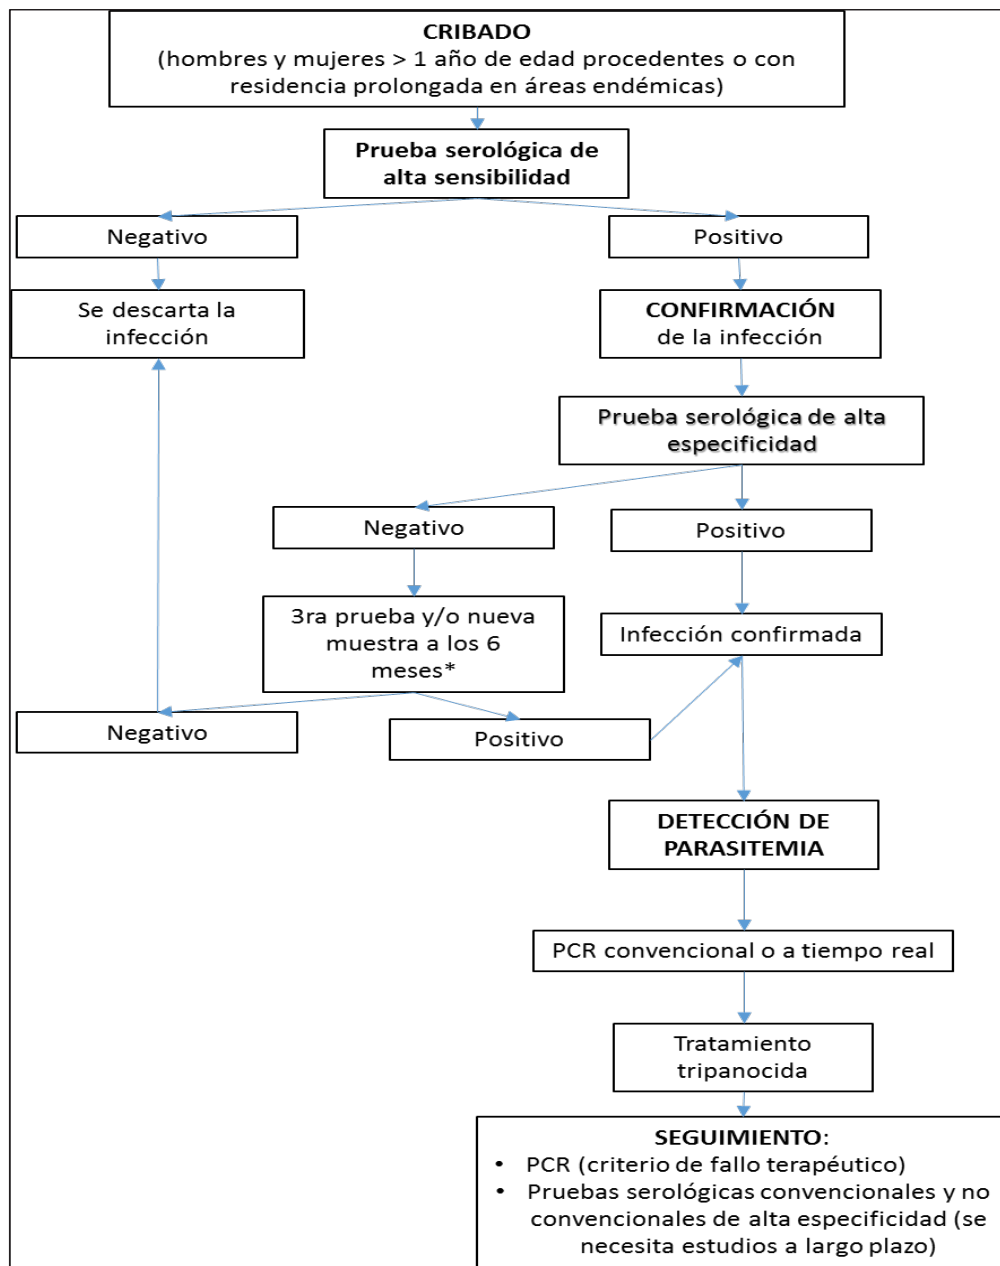 CRIBADO
(hombres y mujeres > 1 año de edad procedentes o con
residencia prolongada en áreas endémicas)
Prueba serológica de
alta sensibilidad
Negativo
Positivo
Se descarta la
infección
CONFIRMACIÓN
de la infección
Prueba serológica de alta
especificidad
Negativo
Positivo
3ra prueba y/o nueva
muestra a los 6
meses*
Infección confirmada
Negativo
Positivo
DETECCIÓN DE
PARASITEMIA
PCR convencional o a tiempo real
Tratamiento
tripanocida
SEGUIMIENTO:
• PCR (criterio de fallo terapéutico)
• Pruebas serológicas convencionales y no
convencionales de alta especificidad (se
necesita estudios a largo plazo)